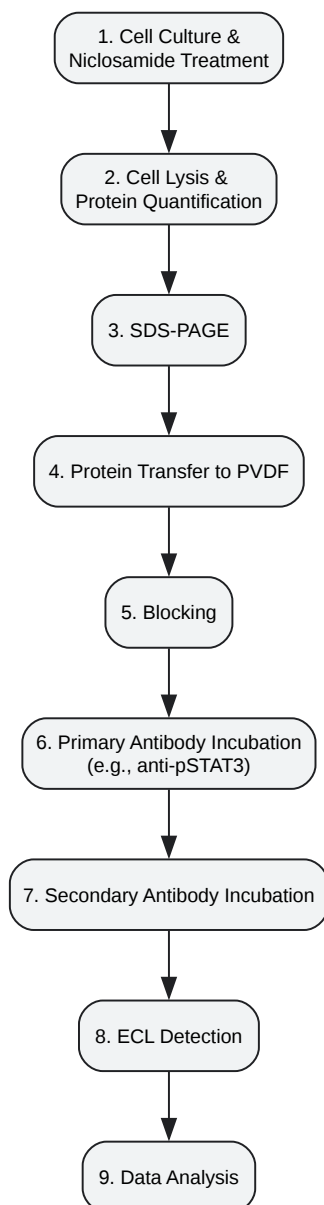 1. Cell Culture &
Niclosamide Treatment
2. Cell Lysis &
Protein Quantification
3. SDS-PAGE
4. Protein Transfer to PVDF
5. Blocking
6. Primary Antibody Incubation
(e.g., anti-pSTAT3)
7. Secondary Antibody Incubation
8. ECL Detection
9. Data Analysis